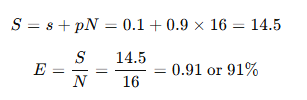 S = s + pN = 0.1 + 0.9 × 16 = 14.5
E = S/N = 14.5/16 = 0.91 or 91%